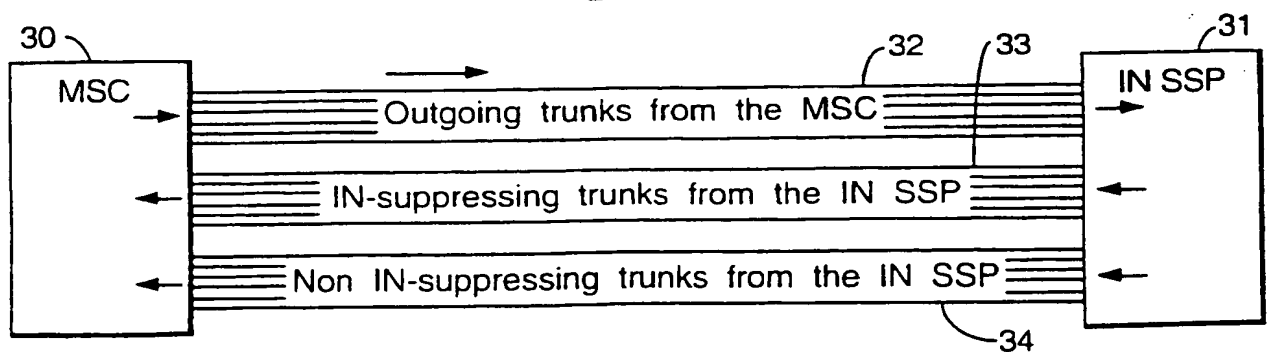 30
31
32
33
MSC
IN SSP
Outgoing trunks from the MSC
IN-suppressing trunks from the IN SSP
Non IN-suppressing trunks from the IN SSP
34